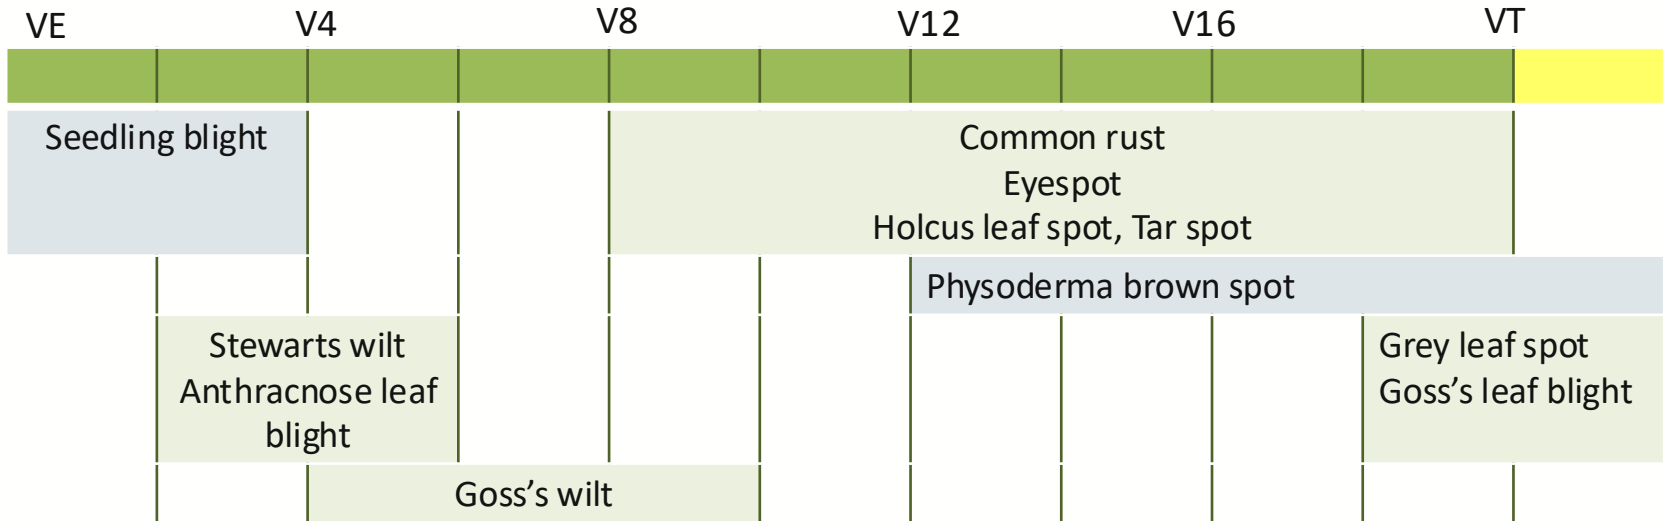 VE V4 V8 V12 V16 VT
Seedling blight
Common rust
Eyespot
Holcus leaf spot, Tar spot
Physoderma brown spot
Stewarts wilt
Anthracnose leaf
blight
Grey leaf spot
Goss’s leaf blight
Goss’s wilt